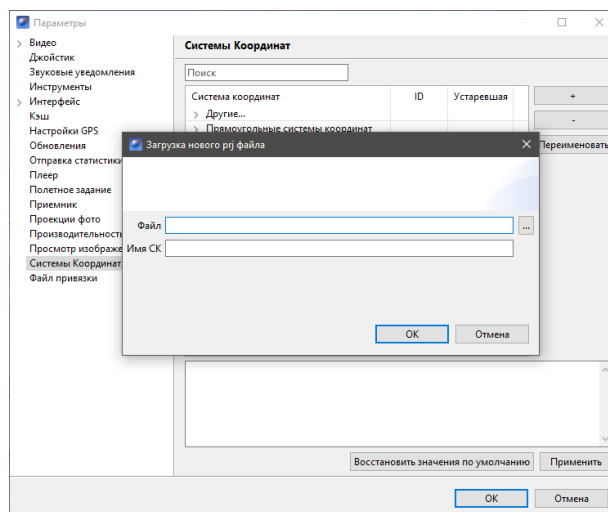 Параметры
Видео
Джойстик
Звуковые уведомления
Инструменты
Интерфейс
Кэш
Настройки GPS
Обновления
Отправка статистики
Плеер
Полетное задание
Приемник
Проекции фото
Производительность
Просмотр изображе
Системы Координат
Файл привязки
Системы Координат
Поиск
Система координат ID Устаревшая
Другие...
Прямоугольные системы координат
+
-
Переименовать
Загрузка нового prj файла
Файл
...
Имя СК
OK Отмена
Восстановить значения по умолчанию Применить
OK Отмена